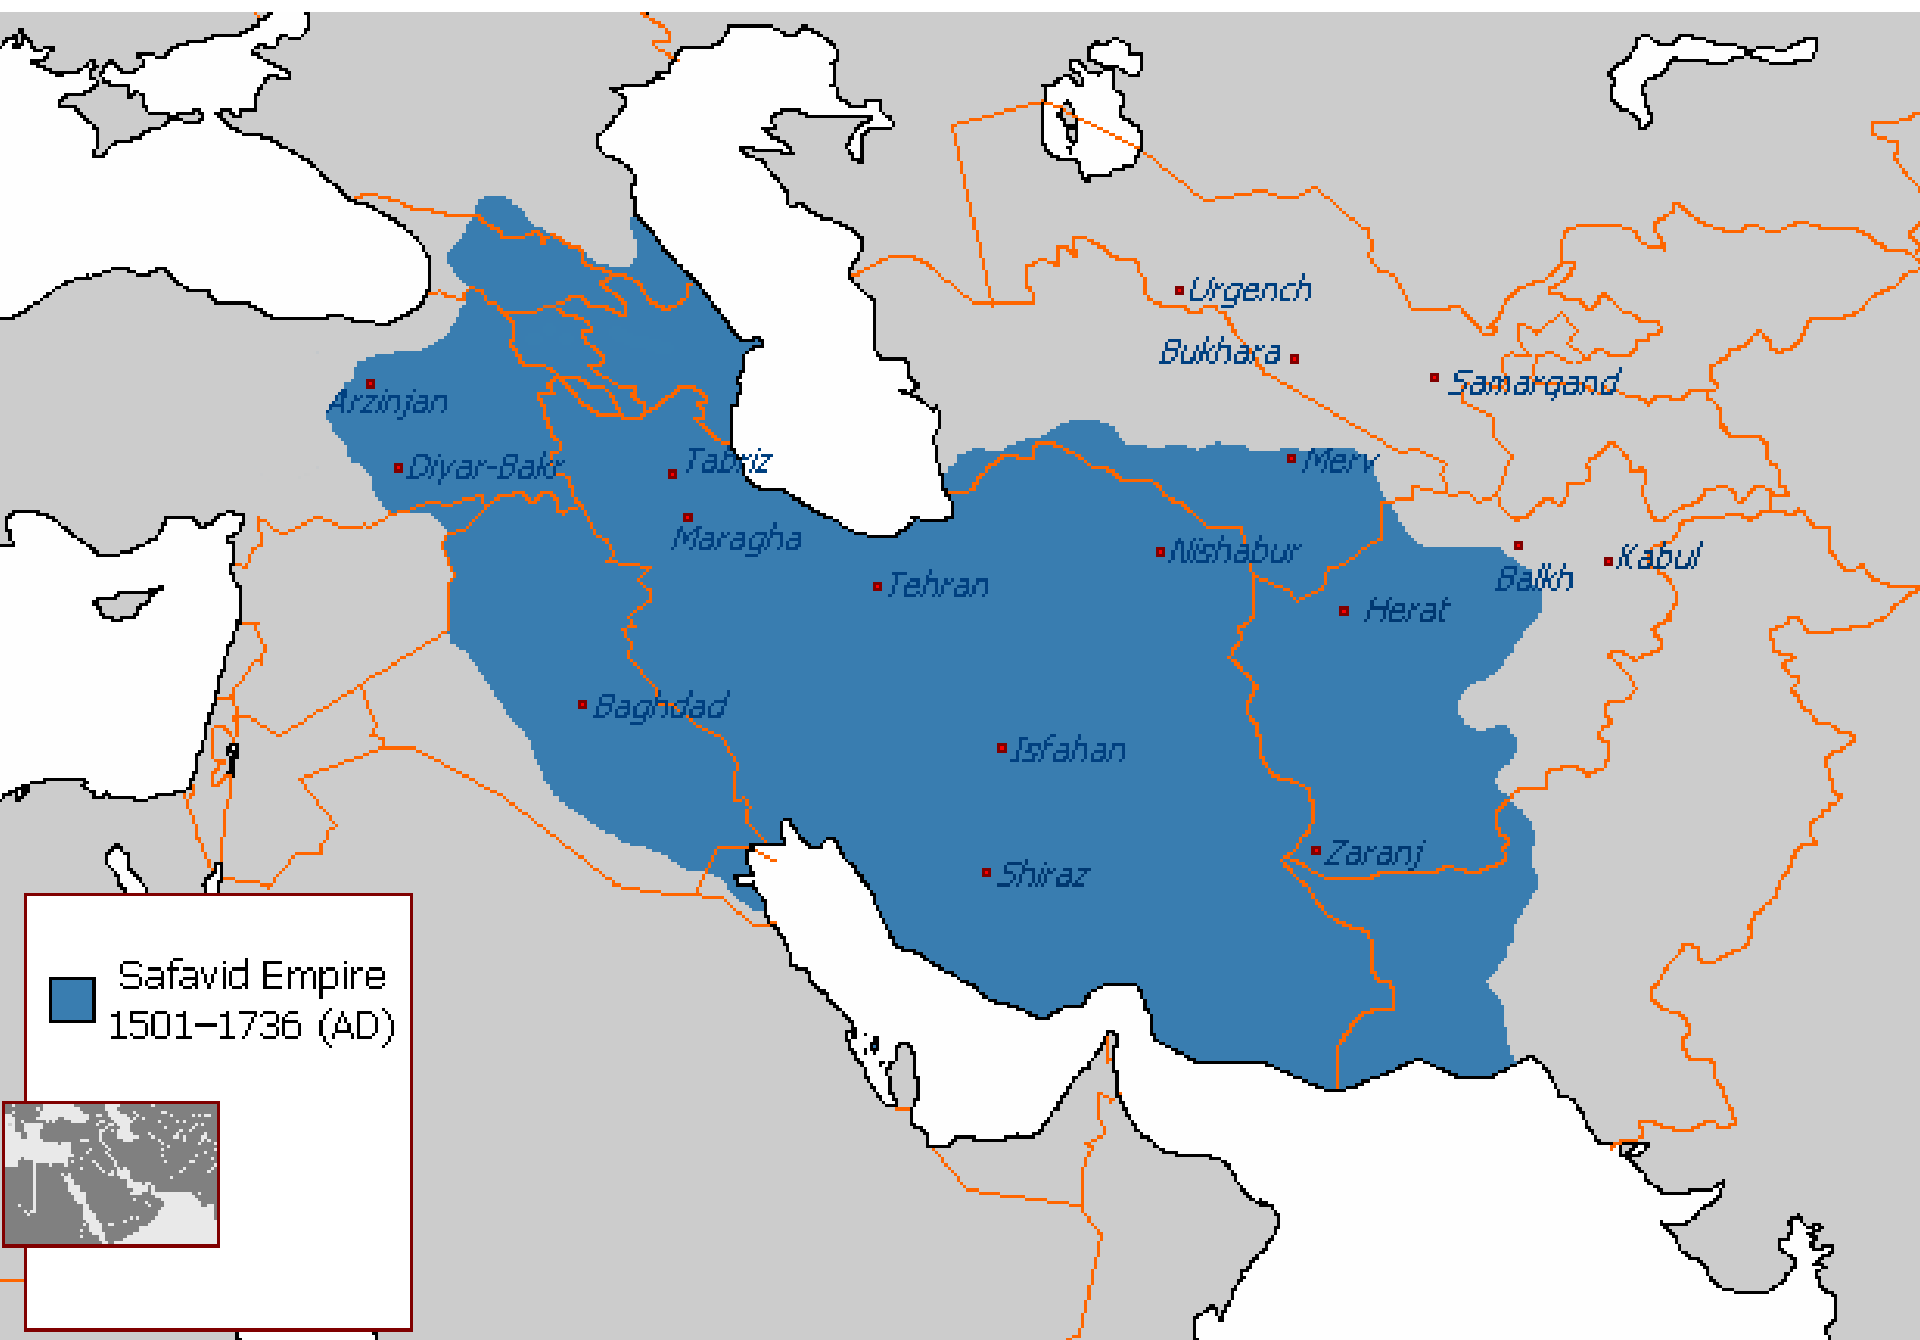 Urgench
Bukhara
Samarqand
Arzinjan
Diyar-Bakr
Tabriz
Merv
Maragha
Nishabur
Balkh
Kabul
Tehran
Herat
Baghdad
Isfahan
Zaranj
Shiraz
Safavid Empire
1501-1736 (AD)